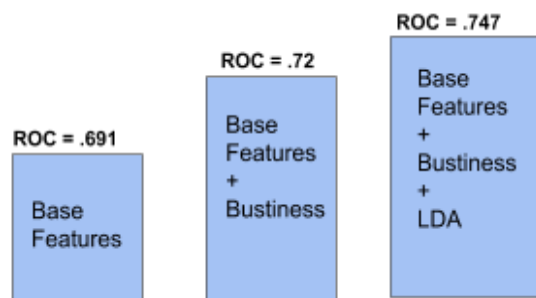 ROC = .691
Base
Features
ROC = .72
Base
Features
+
Bustiness
ROC = .747
Base
Features
+
Bustiness
+
LDA